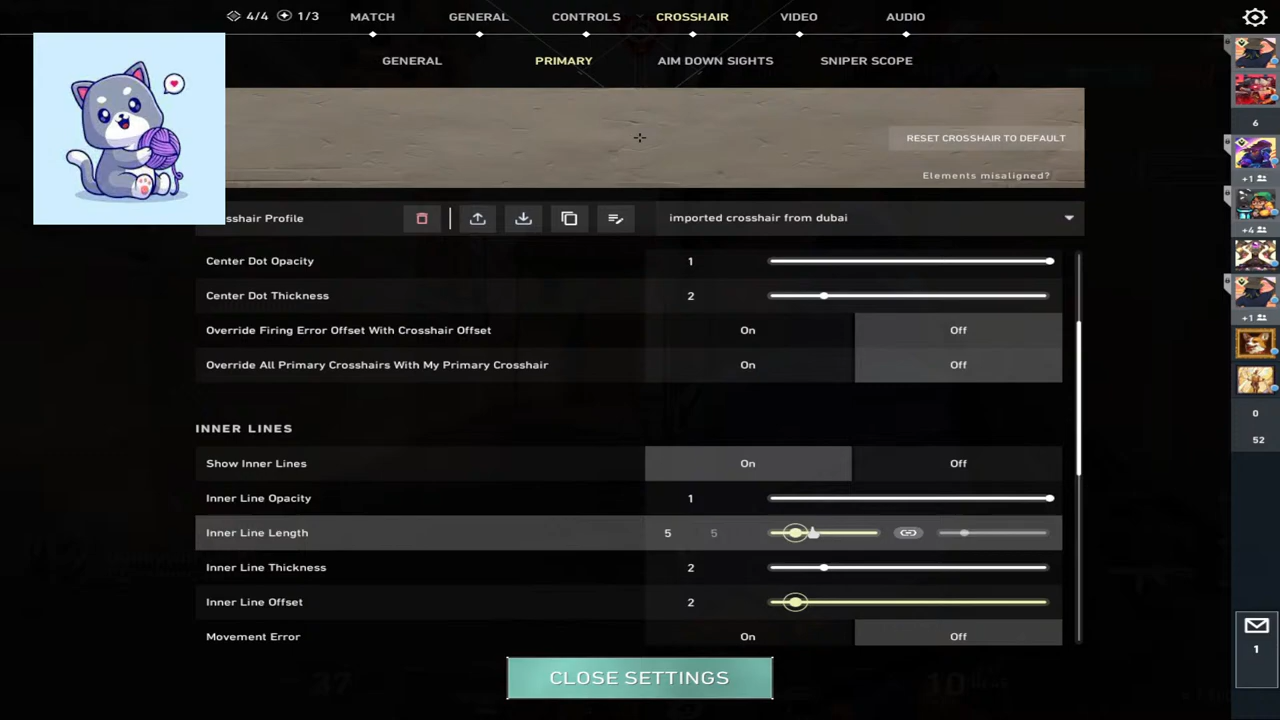 4/4 1/3 MATCH GENERAL CONTROLS CROSSHAIR VIDEO AUDIO
GENERAL PRIMARY AIM DOWN SIGHTS SNIPER SCOPE
RESET CROSSHAIR TO DEFAULT
Elements misaligned?
sshair Profile imported crosshair from dubai
Center Dot Opacity 1
Center Dot Thickness 2
Override Firing Error Offset With Crosshair Offset On Off
Override All Primary Crosshairs With My Primary Crosshair On Off
INNER LINES
Show Inner Lines On Off
Inner Line Opacity 1
Inner Line Length 5 5
Inner Line Thickness 2
Inner Line Offset 2
Movement Error On Off
CLOSE SETTINGS
6
+1
+4
+1
0
52
1